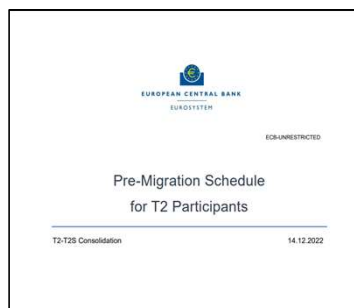 EUROPEAN CENTRAL BANK
EUROSYSTEM
ECB-UNRESTRICTED
Pre-Migration Schedule
for T2 Participants
T2-T2S Consolidation 14.12.2022